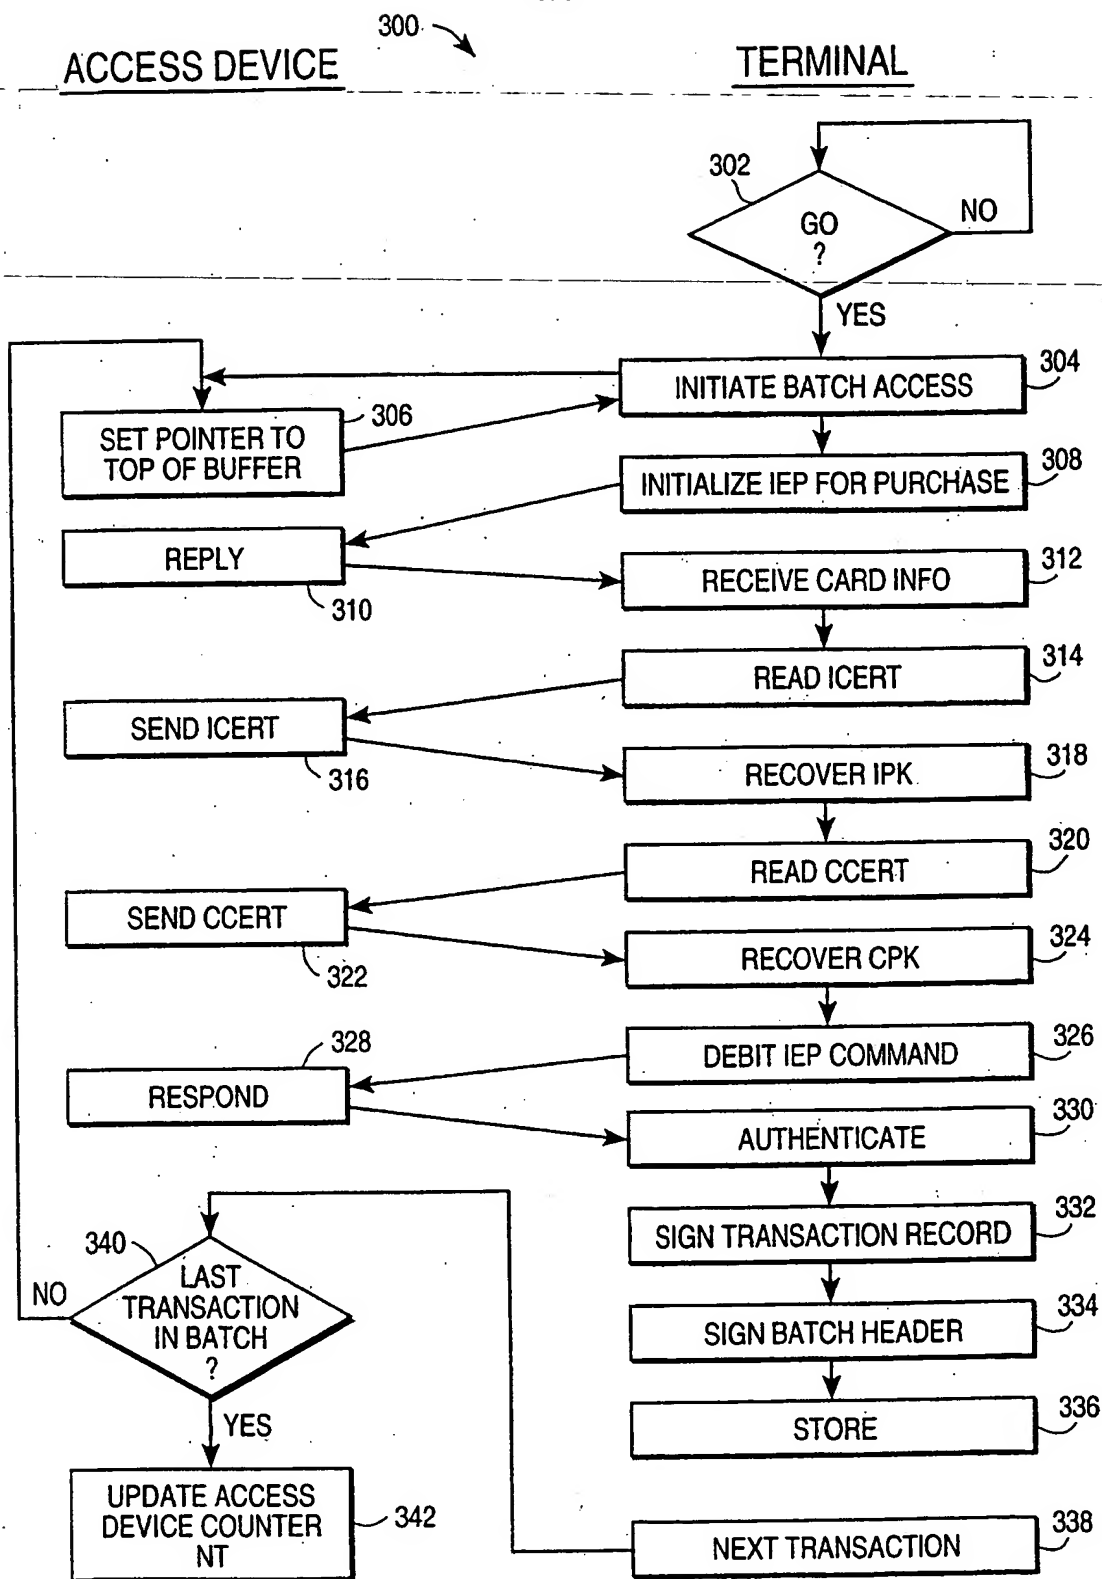 300
ACCESS DEVICE
TERMINAL
302
GO
?
NO
YES
INITIATE BATCH ACCESS
304
SET POINTER TO
TOP OF BUFFER
306
INITIALIZE IEP FOR PURCHASE
308
REPLY
310
RECEIVE CARD INFO
312
READ ICERT
314
SEND ICERT
316
RECOVER IPK
318
READ CCERT
320
SEND CCERT
322
RECOVER CPK
324
DEBIT IEP COMMAND
326
328
RESPOND
AUTHENTICATE
330
SIGN TRANSACTION RECORD
332
SIGN BATCH HEADER
334
STORE
336
NEXT TRANSACTION
338
340
LAST
TRANSACTION
IN BATCH
?
NO
YES
UPDATE ACCESS
DEVICE COUNTER
NT
342